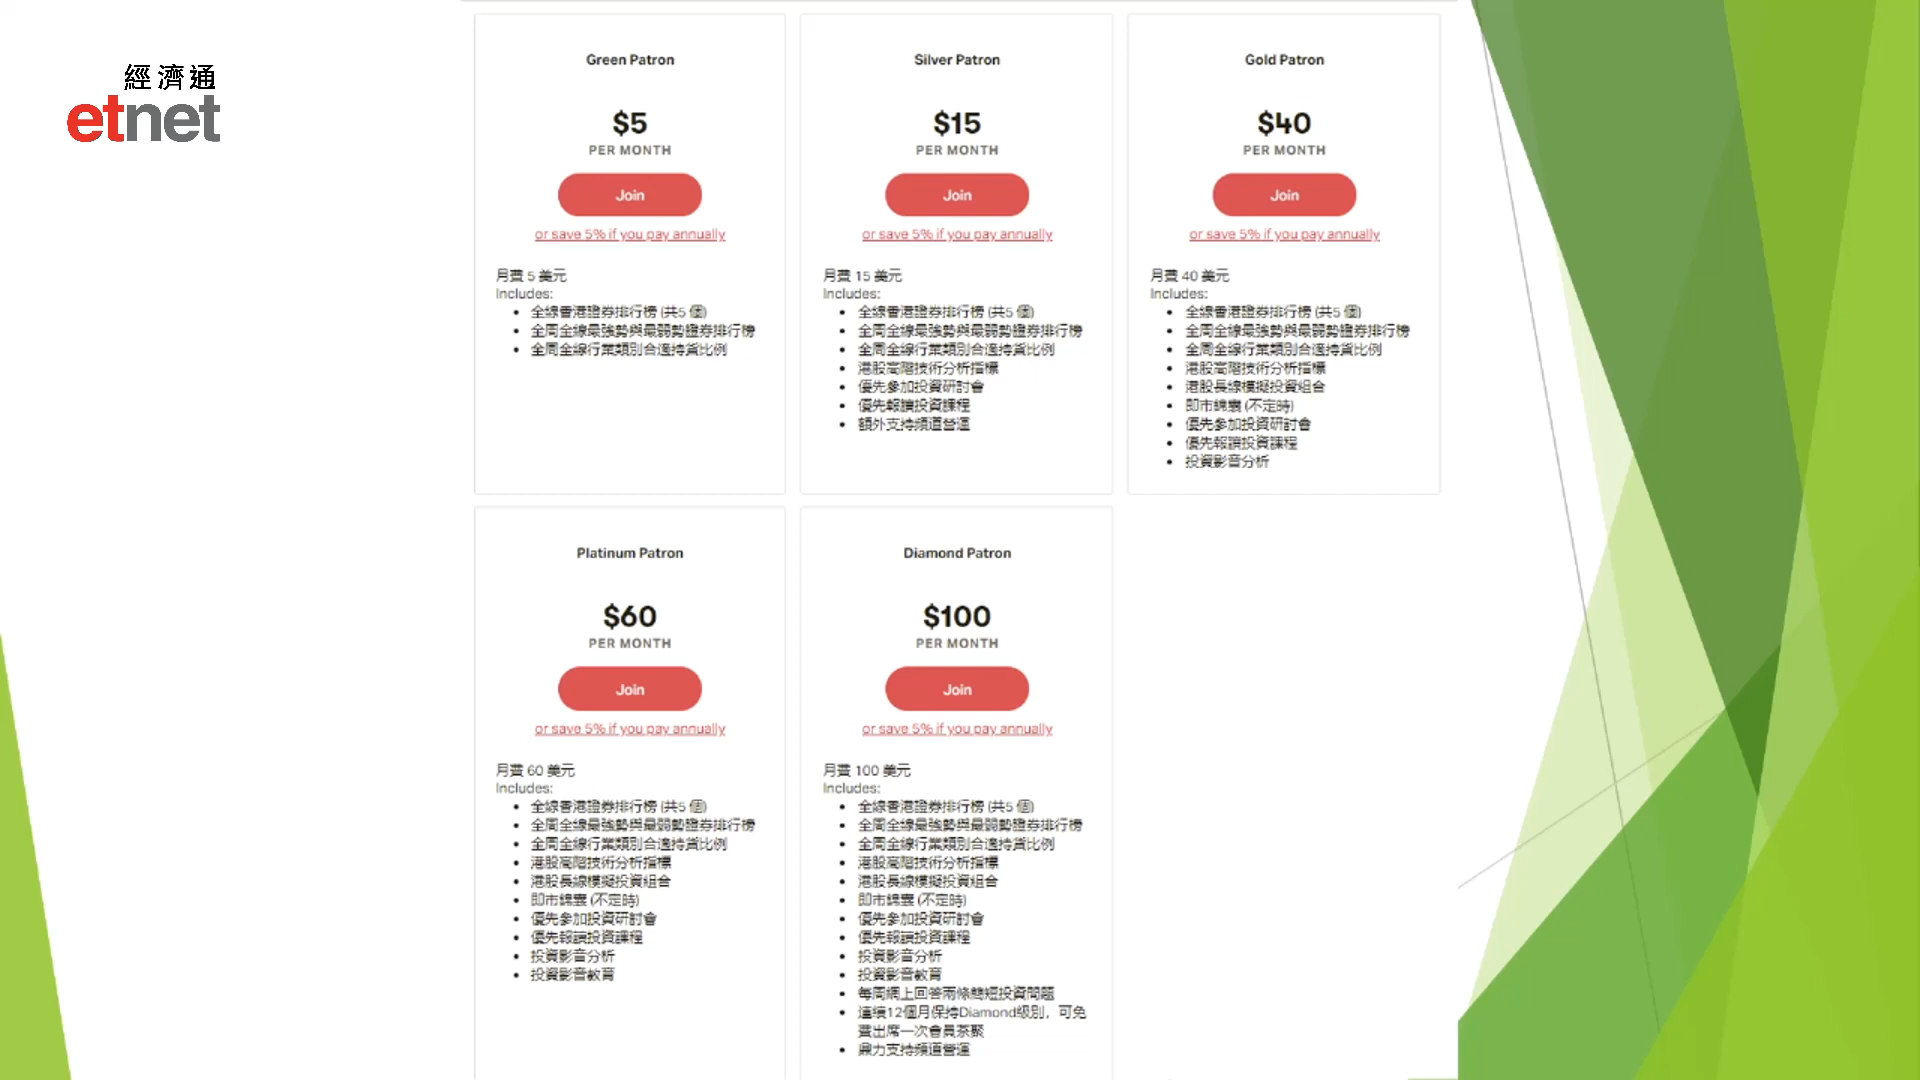 經濟通
etnet
Green Patron
$5
PER MONTH
Join
or save 5% if you pay annually
月費 5 美元
Includes:
全線香港證券排行榜 (共5 個)
全周全線最強勢與最弱勢證券排行榜
全周全線行業類別合適持貨比例
Silver Patron
$15
PER MONTH
Join
or save 5% if you pay annually
月費 15 美元
Includes:
全線香港證券排行榜 (共5 個)
全周全線最強勢與最弱勢證券排行榜
全周全線行業類別合適持貨比例
港股高階技術分析指標
優先參加投資研討會
優先報讀投資課程
額外支持頻道營運
Gold Patron
$40
PER MONTH
Join
or save 5% if you pay annually
月費 40 美元
Includes:
全線香港證券排行榜 (共5 個)
全周全線最強勢與最弱勢證券排行榜
全周全線行業類別合適持貨比例
港股高階技術分析指標
港股長線模擬投資組合
即市錦囊 (不定時)
優先參加投資研討會
優先報讀投資課程
投資影音分析
Platinum Patron
$60
PER MONTH
Join
or save 5% if you pay annually
月費 60 美元
Includes:
全線香港證券排行榜 (共5 個)
全周全線最強勢與最弱勢證券排行榜
全周全線行業類別合適持貨比例
港股高階技術分析指標
港股長線模擬投資組合
即市錦囊 (不定時)
優先參加投資研討會
優先報讀投資課程
投資影音分析
投資影音教育
Diamond Patron
$100
PER MONTH
Join
or save 5% if you pay annually
月費 100 美元
Includes:
全線香港證券排行榜 (共5 個)
全周全線最強勢與最弱勢證券排行榜
全周全線行業類別合適持貨比例
港股高階技術分析指標
港股長線模擬投資組合
即市錦囊 (不定時)
優先參加投資研討會
優先報讀投資課程
投資影音分析
投資影音教育
每周網上回答兩條簡短投資問題
連續12個月保持Diamond級別，可免
費出席一次會員茶聚
鼎力支持頻道營運